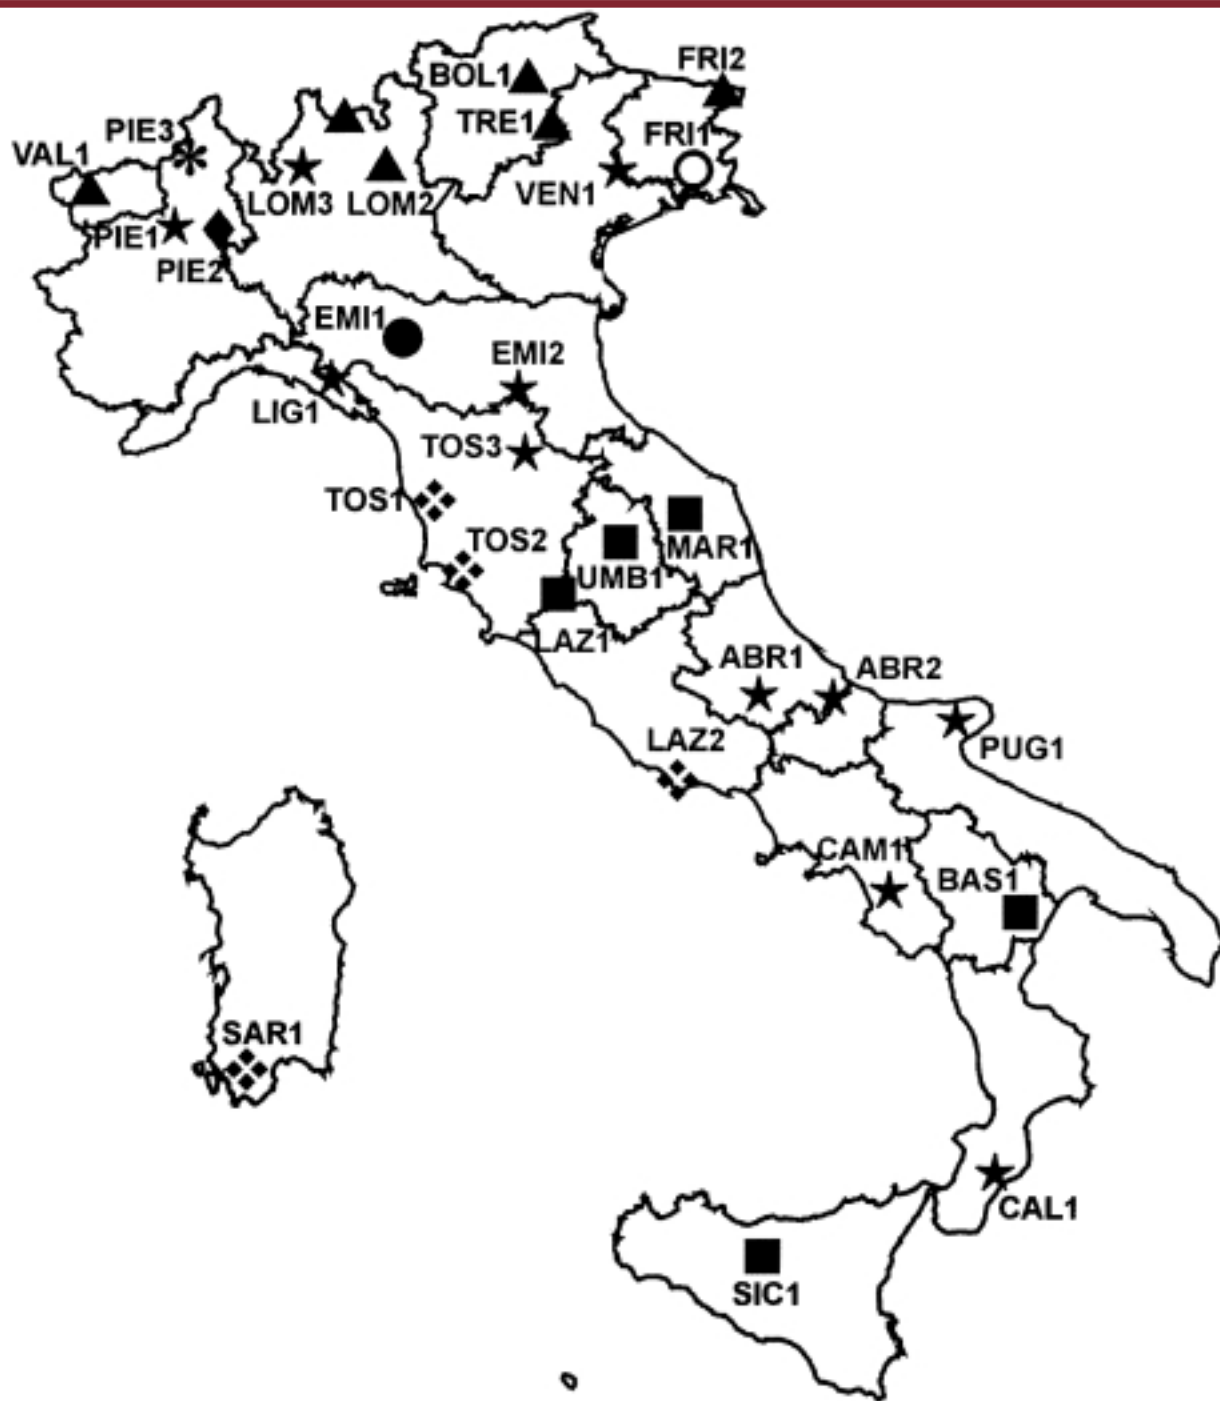 FRI2
BOL1
TRE1
PIE3
FRI1
VAL1
VEN1
LOM3
LOM2
PIE1
PIE2
EMI1
EMI2
LIG1
TOS3
TOS1
TOS2
MAR1
UMB1
LAZ1
ABR1
ABR2
LAZ2
PUG1
CAM1
BAS1
SAR1
CAL1
SIC1